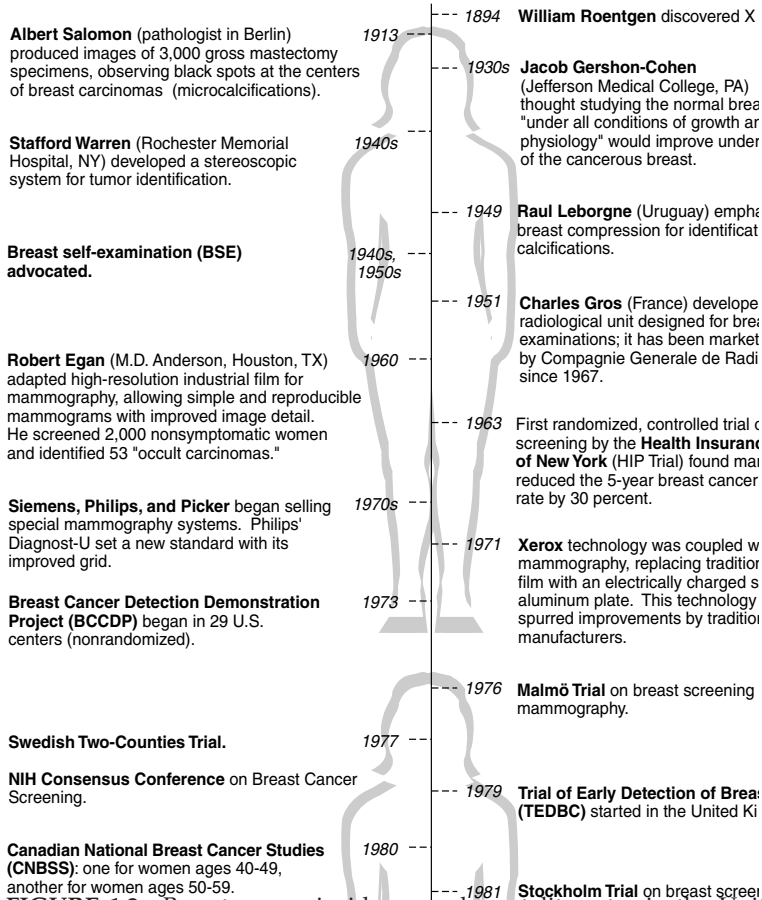 Albert Salomon (pathologist in Berlin)
produced images of 3,000 gross mastectomy
specimens, observing black spots at the centers
of breast carcinomas (microcalcifications).
1913
Stafford Warren (Rochester Memorial
Hospital, NY) developed a stereoscopic
system for tumor identification.
1940s
Breast self-examination (BSE)
advocated.
1940s,
1950s
Robert Egan (M.D. Anderson, Houston, TX)
adapted high-resolution industrial film for
mammography, allowing simple and reproducible
mammograms with improved image detail.
He screened 2,000 nonsymptomatic women
and identified 53 "occult carcinomas."
1960
Siemens, Philips, and Picker began selling
special mammography systems. Philips'
Diagnost-U set a new standard with its
improved grid.
1970s
Breast Cancer Detection Demonstration
Project (BCCDP) began in 29 U.S.
centers (nonrandomized).
1973
Swedish Two-Counties Trial.
1977
NIH Consensus Conference on Breast Cancer
Screening.
Canadian National Breast Cancer Studies
(CNBSS): one for women ages 40-49,
another for women ages 50-59.
1980
1894 William Roentgen discovered X
1930s Jacob Gershon-Cohen
(Jefferson Medical College, PA)
thought studying the normal brea
"under all conditions of growth an
physiology" would improve under
of the cancerous breast.
1949 Raul Leborgne (Uruguay) empha
breast compression for identificat
calcifications.
1951 Charles Gros (France) develope
radiological unit designed for brea
examinations; it has been market
by Compagnie Generale de Radi
since 1967.
1963 First randomized, controlled trial o
screening by the Health Insuranc
of New York (HIP Trial) found mar
reduced the 5-year breast cancer
rate by 30 percent.
1971 Xerox technology was coupled w
mammography, replacing tradition
film with an electrically charged s
aluminum plate. This technology
spurred improvements by tradition
manufacturers.
1976 Malmö Trial on breast screening
mammography.
1979 Trial of Early Detection of Breas
(TEDBC) started in the United Ki
1981 Stockholm Trial on breast screen